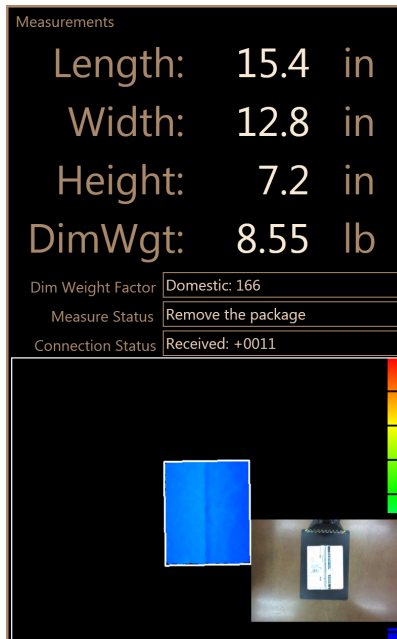 Measurements
Length: 15.4 in
Width: 12.8 in
Height: 7.2 in
DimWgt: 8.55 lb
Dim Weight Factor Domestic: 166
Measure Status Remove the package
Connection Status Received: +0011